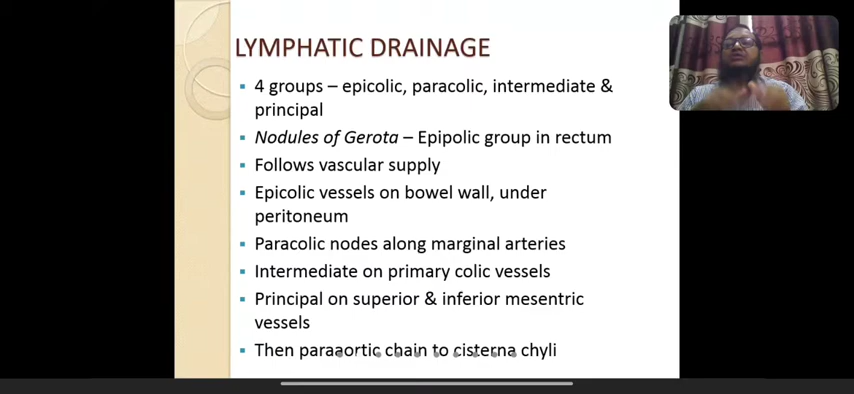 LYMPHATIC DRAINAGE
▪ 4 groups – epicolic, paracolic, intermediate &
principal
▪ Nodules of Gerota – Epipolic group in rectum
▪ Follows vascular supply
▪ Epicolic vessels on bowel wall, under
peritoneum
▪ Paracolic nodes along marginal arteries
▪ Intermediate on primary colic vessels
▪ Principal on superior & inferior mesentric
vessels
▪ Then paraaortic chain to cisterna chyli